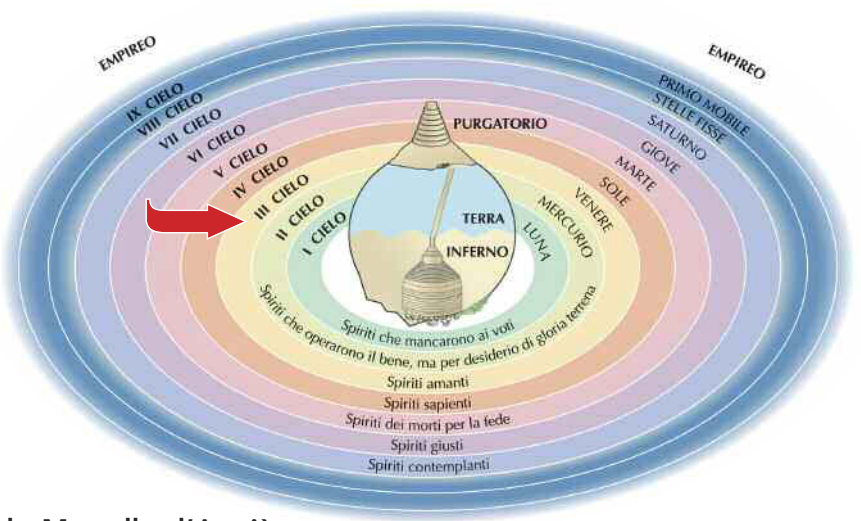 EMPIREO
EMPIREO
IX CIELO
VIII CIELO
VII CIELO
VI CIELO
V CIELO
IV CIELO
III CIELO
II CIELO
I CIELO
PRIMO MOBILE
STELLE FISSE
SATURNO
GIOVE
MARTE
SOLE
VENERE
MERCURIO
LUNA
PURGATORIO
TERRA
INFERNO
Spiriti che mancarono ai voti
Spiriti che operarono il bene, ma per desiderio di gloria terrena
Spiriti amanti
Spiriti sapienti
Spiriti dei morti per la fede
Spiriti giusti
Spiriti contemplanti